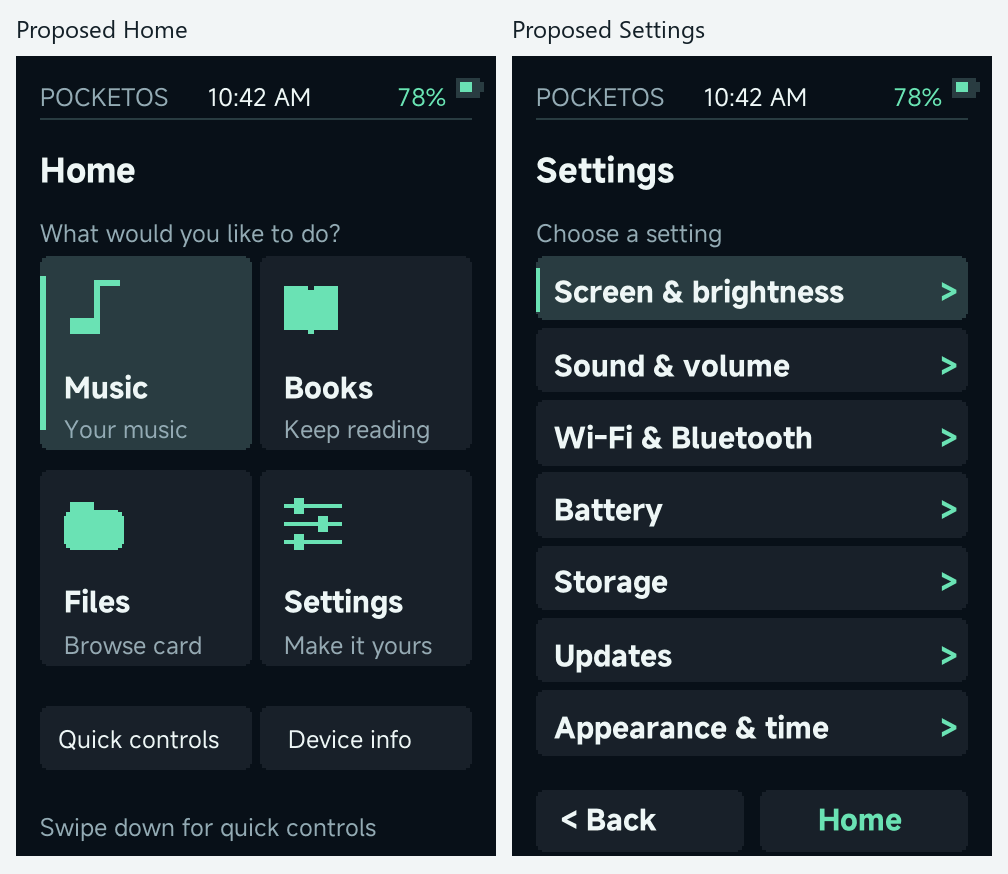 Proposed Home
POCKETOS 10:42 AM 78%
Home
What would you like to do?
Music
Your music
Books
Keep reading
Files
Browse card
Settings
Make it yours
Quick controls
Device info
Swipe down for quick controls
Proposed Settings
POCKETOS 10:42 AM 78%
Settings
Choose a setting
Screen & brightness >
Sound & volume >
Wi-Fi & Bluetooth >
Battery >
Storage >
Updates >
Appearance & time >
< Back
Home